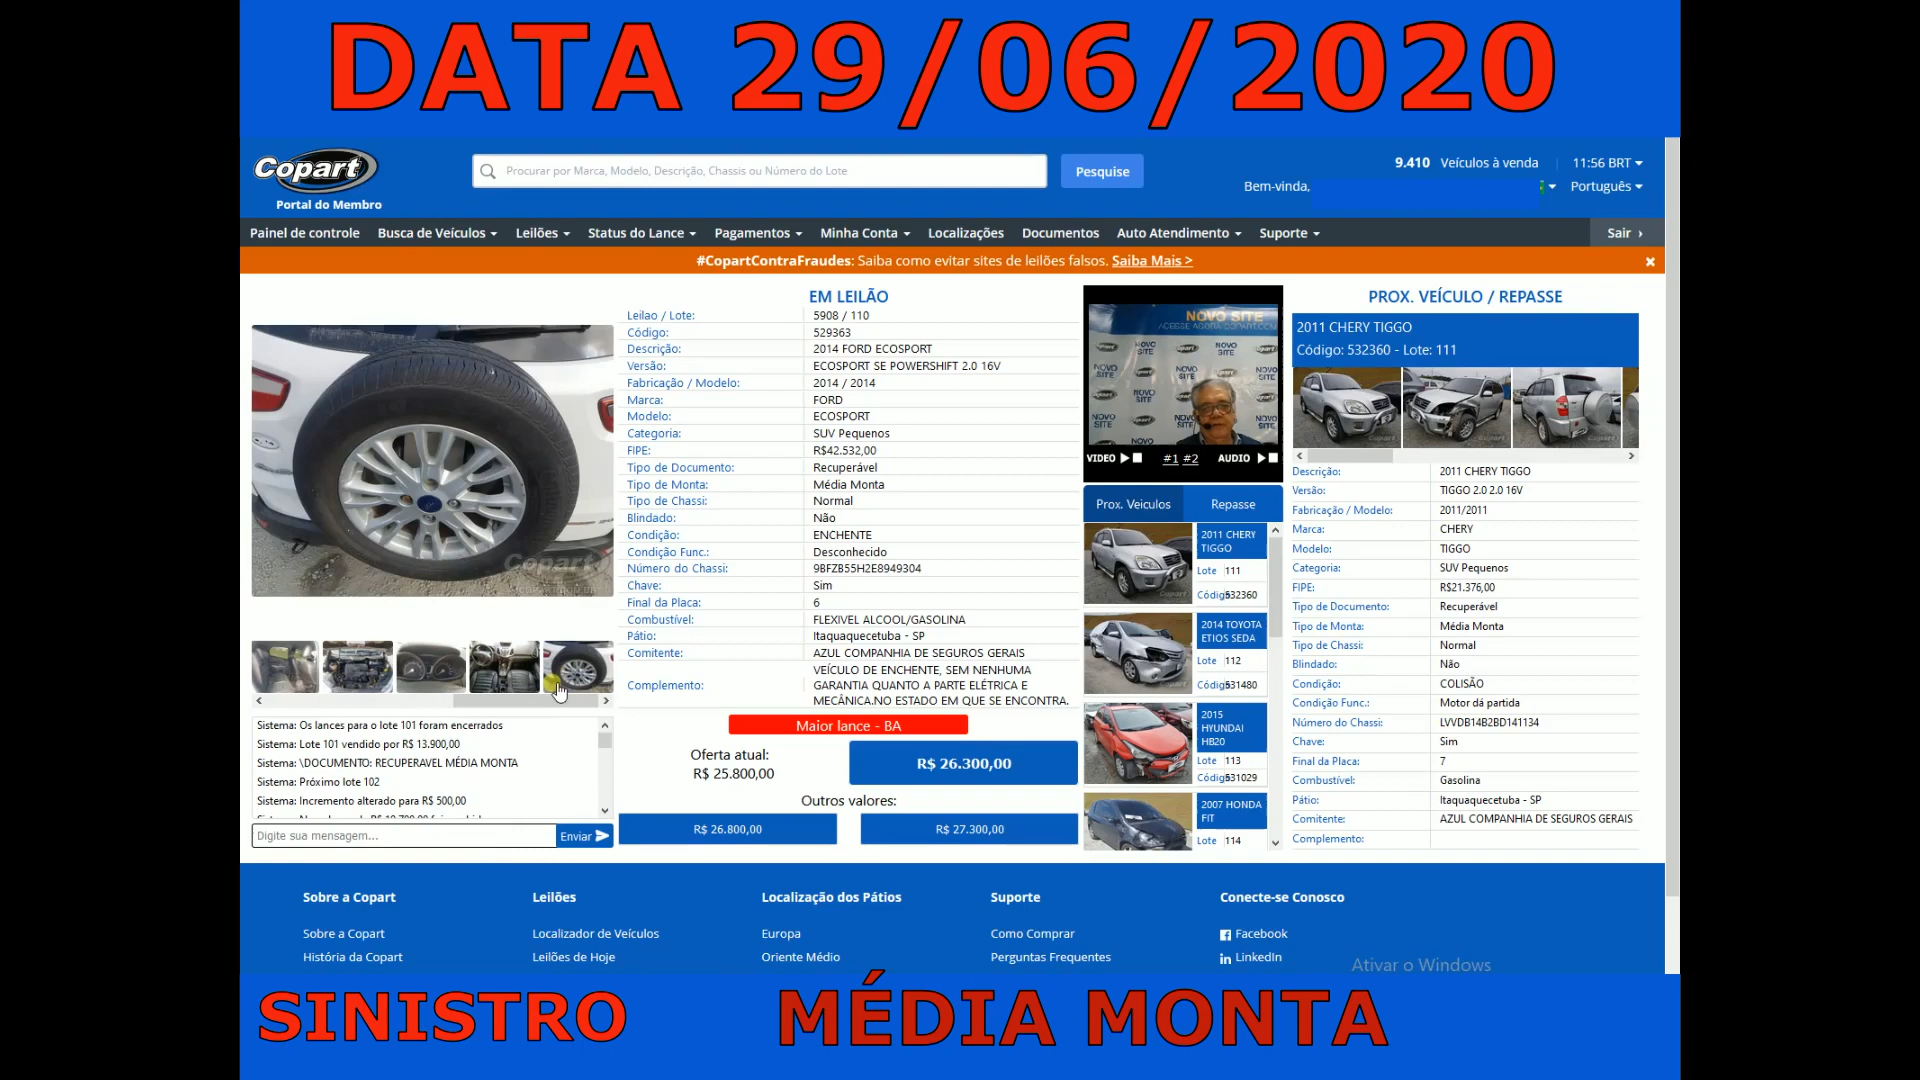 DATA 29/06/2020
Copart
Portal do Membro
Procurar por Marca, Modelo, Descrição, Chassis ou Número do Lote
Pesquise
9.410 Veículos à venda
11:56 BRT
Bem-vinda,
Português
Painel de controle
Busca de Veículos
Leilões
Status do Lance
Pagamentos
Minha Conta
Localizações
Documentos
Auto Atendimento
Suporte
Sair
#CopartContraFraudes: Saiba como evitar sites de leilões falsos. Saiba Mais >
EM LEILÃO
Leilao / Lote: 5908 / 110
Código: 529363
Descrição: 2014 FORD ECOSPORT
Versão: ECOSPORT SE POWERSHIFT 2.0 16V
Fabricação / Modelo: 2014 / 2014
Marca: FORD
Modelo: ECOSPORT
Categoria: SUV Pequenos
FIPE: R$42.532,00
Tipo de Documento: Recuperável
Tipo de Monta: Média Monta
Tipo de Chassi: Normal
Blindado: Não
Condição: ENCHENTE
Condição Func.: Desconhecido
Número do Chassi: 9BFZB55H2E8949304
Chave: Sim
Final da Placa: 6
Combustível: FLEXIVEL ALCOOL/GASOLINA
Pátio: Itaquaquecetuba - SP
Comitente: AZUL COMPANHIA DE SEGUROS GERAIS
Complemento: VEÍCULO DE ENCHENTE, SEM NENHUMA
GARANTIA QUANTO A PARTE ELÉTRICA E
MECÂNICA.NO ESTADO EM QUE SE ENCONTRA.
Maior lance - BA
Oferta atual:
R$ 25.800,00
R$ 26.300,00
Outros valores:
R$ 26.800,00
R$ 27.300,00
Copart
Sistema: Os lances para o lote 101 foram encerrados
Sistema: Lote 101 vendido por R$ 13.900,00
Sistema: \DOCUMENTO: RECUPERAVEL MÉDIA MONTA
Sistema: Próximo lote 102
Sistema: Incremento alterado para R$ 500,00
Digite sua mensagem...
Enviar
NOVO SITE
NOVO SITE
VIDEO
#1 #2
AUDIO
Prox. Veiculos
Repasse
2011 CHERY
TIGGO
Lote 111
Código 532360
2014 TOYOTA
ETIOS SEDA
Lote 112
Código 531480
2015
HYUNDAI
HB20
Lote 113
Código 531029
2007 HONDA
FIT
Lote 114
PROX. VEÍCULO / REPASSE
2011 CHERY TIGGO
Código: 532360 - Lote: 111
Descrição: 2011 CHERY TIGGO
Versão: TIGGO 2.0 2.0 16V
Fabricação / Modelo: 2011/2011
Marca: CHERY
Modelo: TIGGO
Categoria: SUV Pequenos
FIPE: R$21.376,00
Tipo de Documento: Recuperável
Tipo de Monta: Média Monta
Tipo de Chassi: Normal
Blindado: Não
Condição: COLISÃO
Condição Func.: Motor dá partida
Número do Chassi: LVVDB14B2BD141134
Chave: Sim
Final da Placa: 7
Combustível: Gasolina
Pátio: Itaquaquecetuba - SP
Comitente: AZUL COMPANHIA DE SEGUROS GERAIS
Complemento:
Sobre a Copart
Sobre a Copart
História da Copart
Leilões
Localizador de Veículos
Leilões de Hoje
Localização dos Pátios
Europa
Oriente Médio
Suporte
Como Comprar
Perguntas Frequentes
Conecte-se Conosco
Facebook
LinkedIn
Ativar o Windows
SINISTRO
MÉDIA MONTA